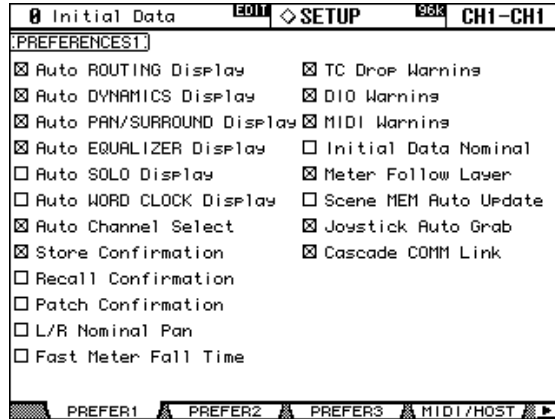 0 Initial Data EDIT ◇SETUP 96K CH1-CH1
PREFERENCES1
☒ Auto ROUTING Display ☒ TC Drop Warning
☒ Auto DYNAMICS Display ☒ DIO Warning
☒ Auto PAN/SURROUND Display ☒ MIDI Warning
☒ Auto EQUALIZER Display ☐ Initial Data Nominal
☐ Auto SOLO Display ☒ Meter Follow Layer
☐ Auto WORD CLOCK Display ☐ Scene MEM Auto Update
☒ Auto Channel Select ☒ Joystick Auto Grab
☒ Store Confirmation ☒ Cascade COMM Link
☐ Recall Confirmation
☐ Patch Confirmation
☐ L/R Nominal Pan
☐ Fast Meter Fall Time
PREFER1 PREFER2 PREFER3 MIDI/HOST